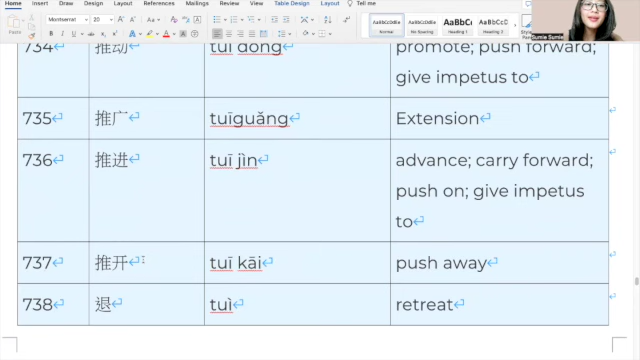 Home Insert Draw Design Layout References Mailings Review View Table Design Layout Tell me
Montserrat 20
AaBbCcDdEe AaBbCcDdEe AaBbCc AaBbCcD
Normal No Spacing Heading 1 Heading 2
Sumie Sumie
734 推动 tuī dòng promote; push forward;
give impetus to
735 推广 tuīguǎng Extension
736 推进 tuī jìn advance; carry forward;
push on; give impetus
to
737 推开 tuī kāi push away
738 退 tuì retreat